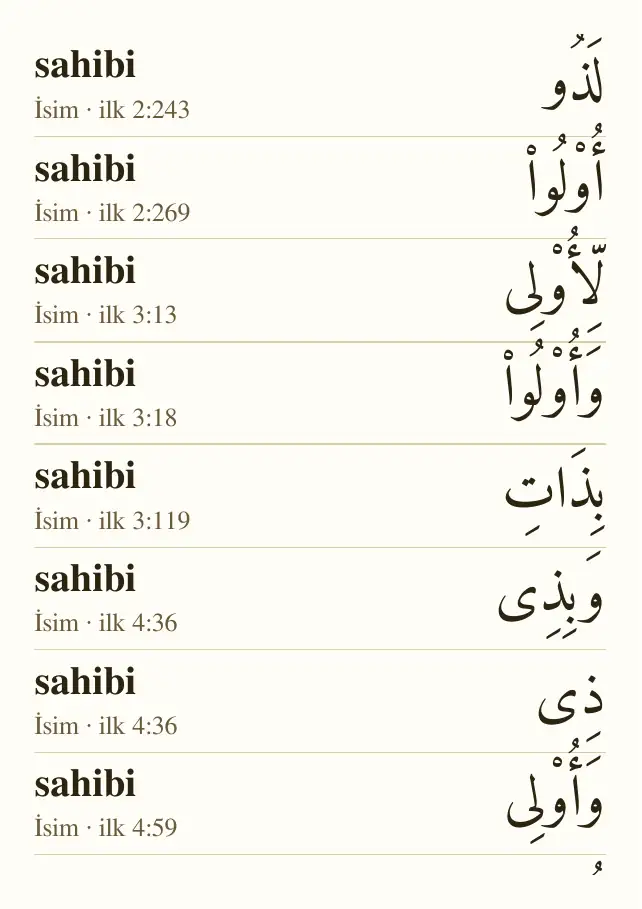 sahibi لَذُو
İsim · ilk 2:243
sahibi أُوْلُواْ
İsim · ilk 2:269
sahibi لِّأُوْلِى
İsim · ilk 3:13
sahibi وَأُوْلُواْ
İsim · ilk 3:18
sahibi بِذَاتِ
İsim · ilk 3:119
sahibi وَبِذِى
İsim · ilk 4:36
sahibi ذِى
İsim · ilk 4:36
sahibi وَأُوْلِى
İsim · ilk 4:59